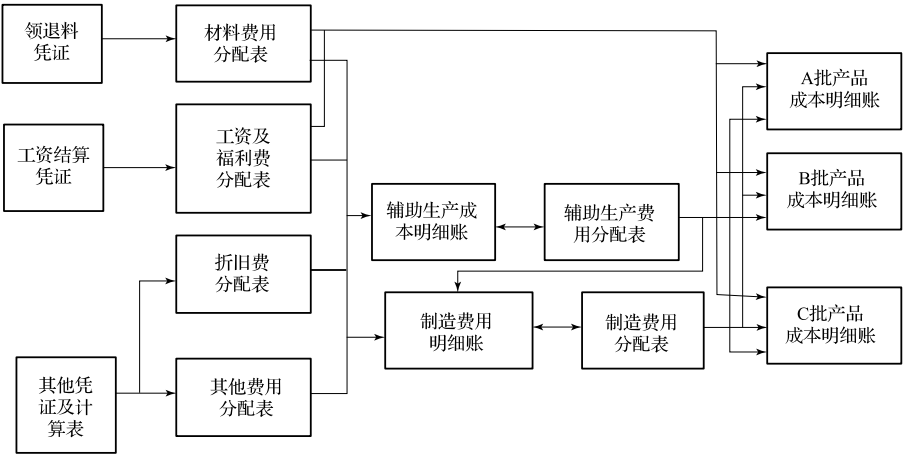 领退料
凭证
材料费用
分配表
工资结算
凭证
工资及
福利费
分配表
折旧费
分配表
其他凭
证及计
算表
其他费用
分配表
辅助生产成
本明细账
辅助生产费
用分配表
制造费用
明细账
制造费用
分配表
A批产品
成本明细账
B批产品
成本明细账
C批产品
成本明细账